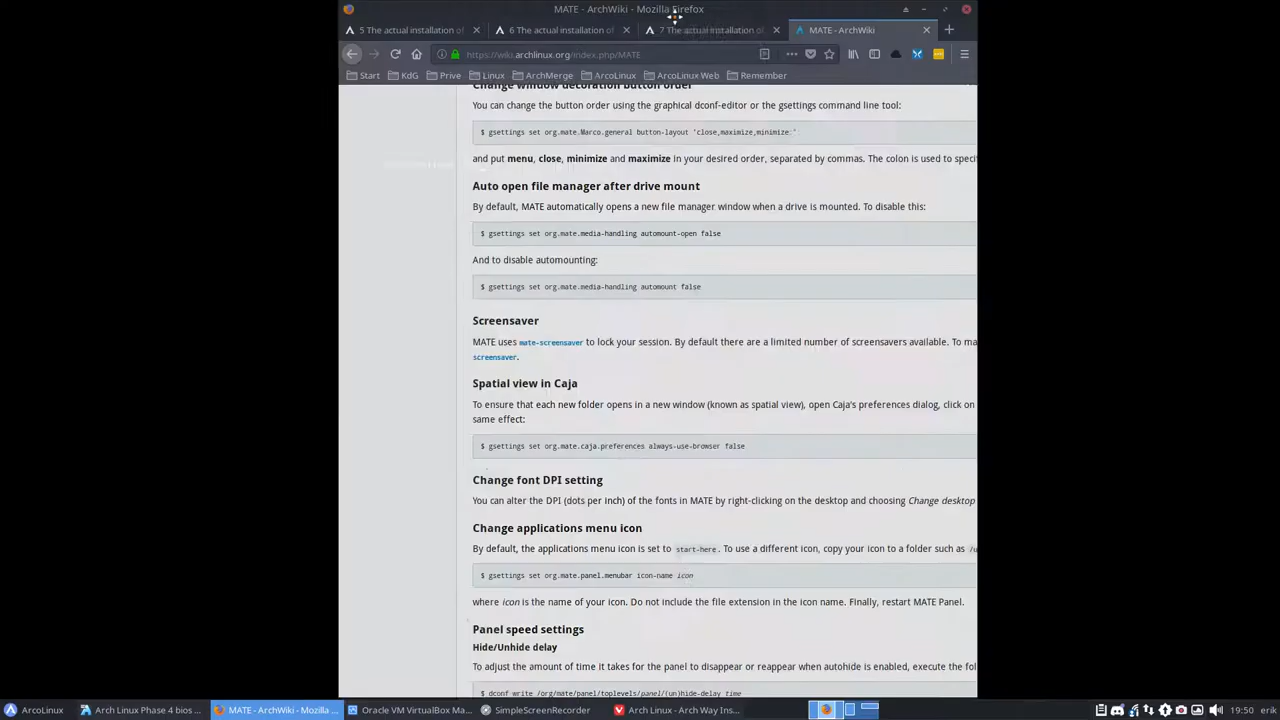 MATE - ArchWiki - Mozilla Firefox
5 The actual installation of
6 The actual installation of
7 The actual installation of
MATE - ArchWiki
https://wiki.archlinux.org/index.php/MATE
Start KdG Prive Linux ArchMerge ArcoLinux ArcoLinux Web Remember
Change window decoration button order
You can change the button order using the graphical dconf-editor or the gsettings command line tool:
$ gsettings set org.mate.Marco.general button-layout 'close,maximize,minimize:'
and put menu, close, minimize and maximize in your desired order, separated by commas. The colon is used to speci
Auto open file manager after drive mount
By default, MATE automatically opens a new file manager window when a drive is mounted. To disable this:
$ gsettings set org.mate.media-handling automount-open false
And to disable automounting:
$ gsettings set org.mate.media-handling automount false
Screensaver
MATE uses mate-screensaver to lock your session. By default there are a limited number of screensavers available. To ma
screensaver.
Spatial view in Caja
To ensure that each new folder opens in a new window (known as spatial view), open Caja's preferences dialog, click on
same effect:
$ gsettings set org.mate.caja.preferences always-use-browser false
Change font DPI setting
You can alter the DPI (dots per inch) of the fonts in MATE by right-clicking on the desktop and choosing Change desktop
Change applications menu icon
By default, the applications menu icon is set to start-here. To use a different icon, copy your icon to a folder such as /u
$ gsettings set org.mate.panel.menubar icon-name icon
where icon is the name of your icon. Do not include the file extension in the icon name. Finally, restart MATE Panel.
Panel speed settings
Hide/Unhide delay
To adjust the amount of time it takes for the panel to disappear or reappear when autohide is enabled, execute the fol
$ dconf write /org/mate/panel/toplevels/panel/(un)hide-delay time
ArcoLinux
Arch Linux Phase 4 bios ...
MATE - ArchWiki - Mozilla ...
Oracle VM VirtualBox Ma...
SimpleScreenRecorder
Arch Linux - Arch Way Ins...
19:50 erik